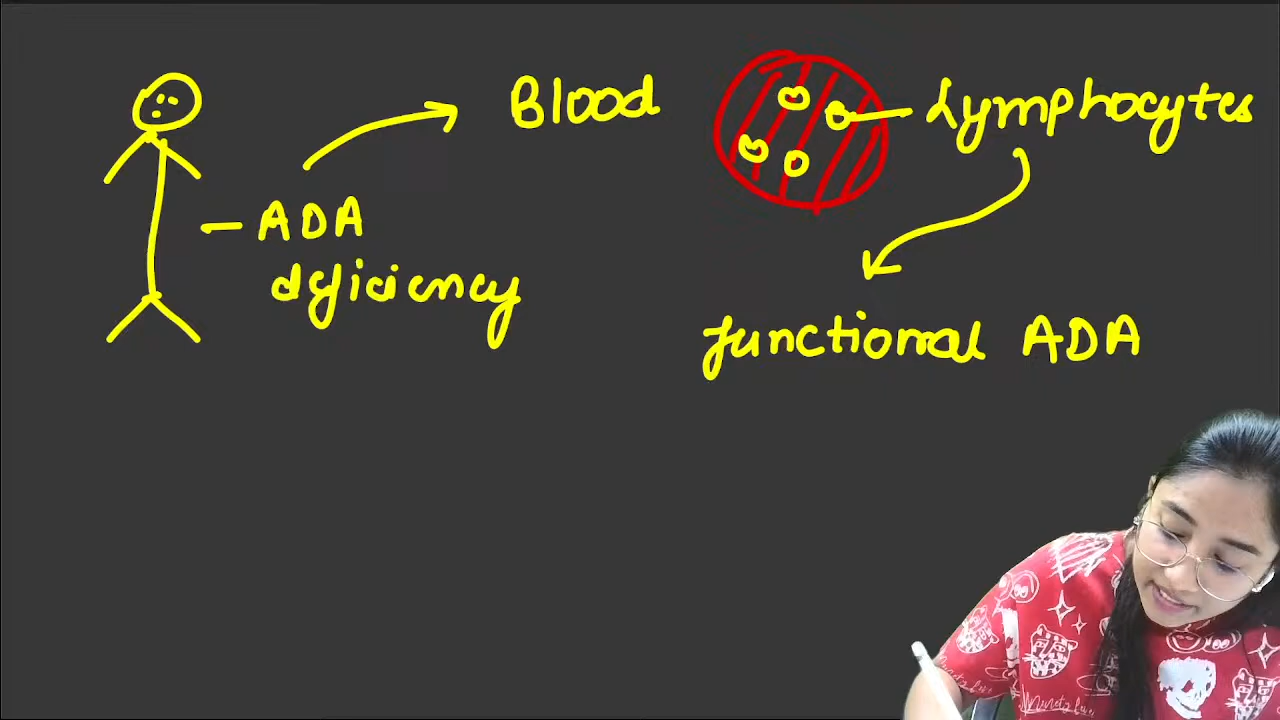 Blood
Lymphocytes
ADA
deficiency
functional ADA